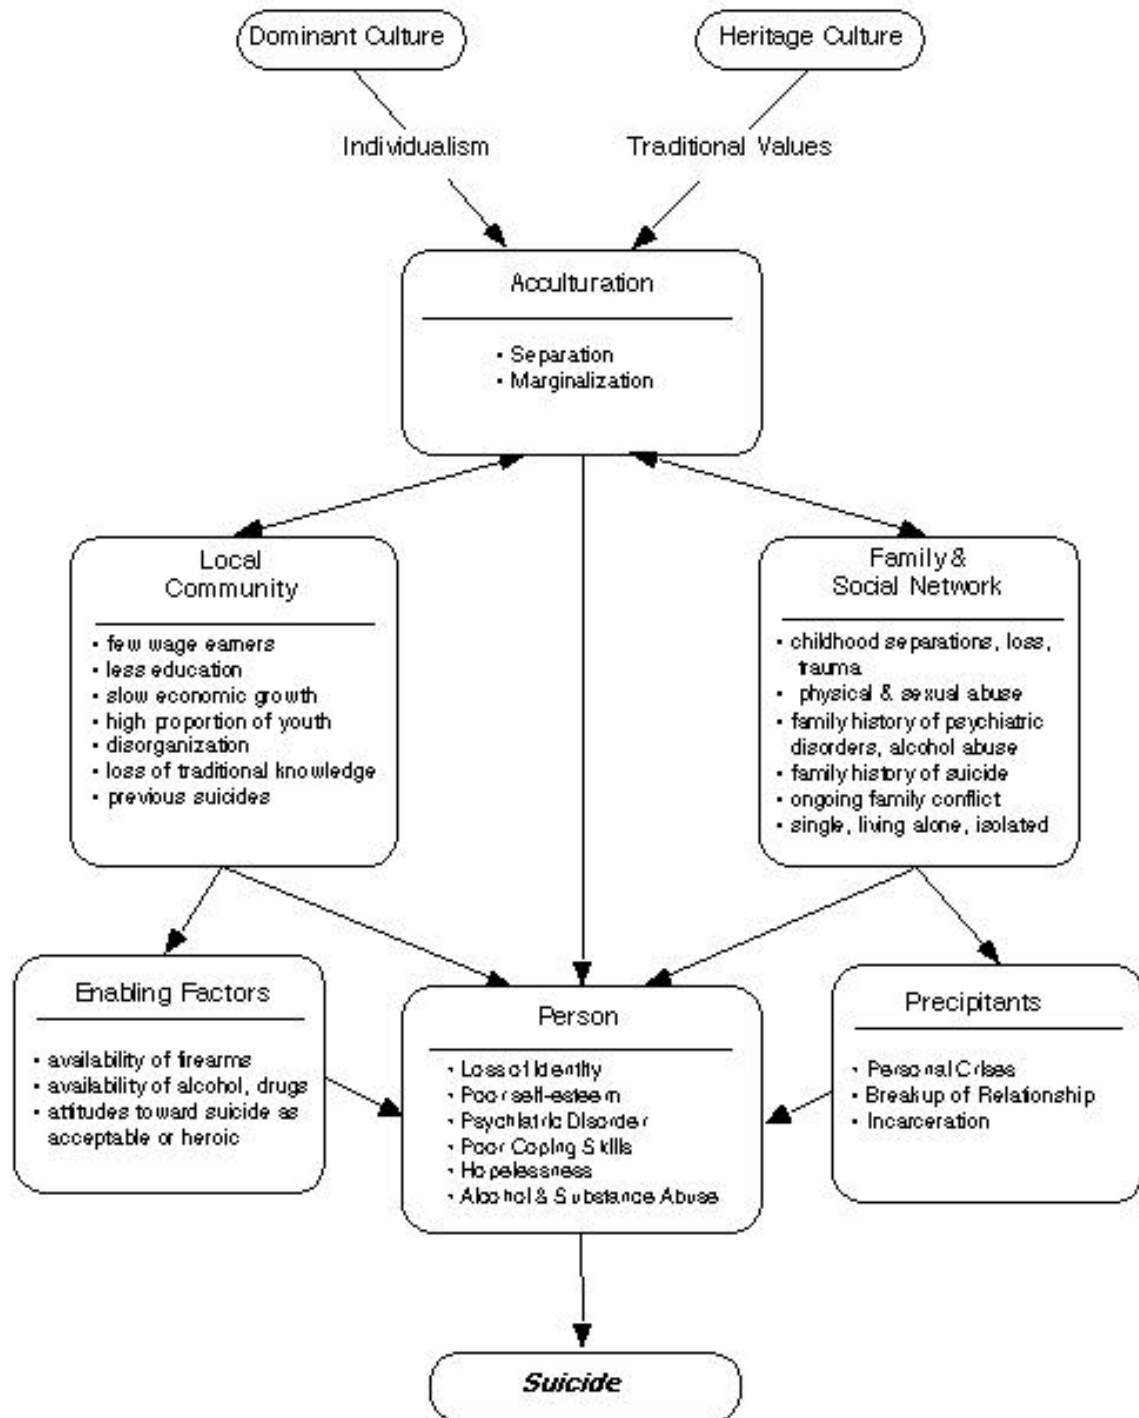 Dominant Culture
Heritage Culture
Individualism
Traditional Values
Acculturation
• Separation
• Marginalization
Local
Community
• few wage earners
• less education
• slow economic growth
• high proportion of youth
• disorganization
• loss of traditional knowledge
• previous suicides
Family &
Social Network
• childhood separations, loss,
trauma
• physical & sexual abuse
• family history of psychiatric
disorders, alcohol abuse
• family history of suicide
• ongoing family conflict
• single, living alone, isolated
Enabling Factors
• availability of firearms
• availability of alcohol, drugs
• attitudes toward suicide as
acceptable or heroic
Person
• Loss of Identity
• Poor self-esteem
• Psychiatric Disorder
• Poor Coping Skills
• Hopelessness
• Alcohol & Substance Abuse
Precipitants
• Personal Crises
• Breakup of Relationship
• Incarceration
Suicide